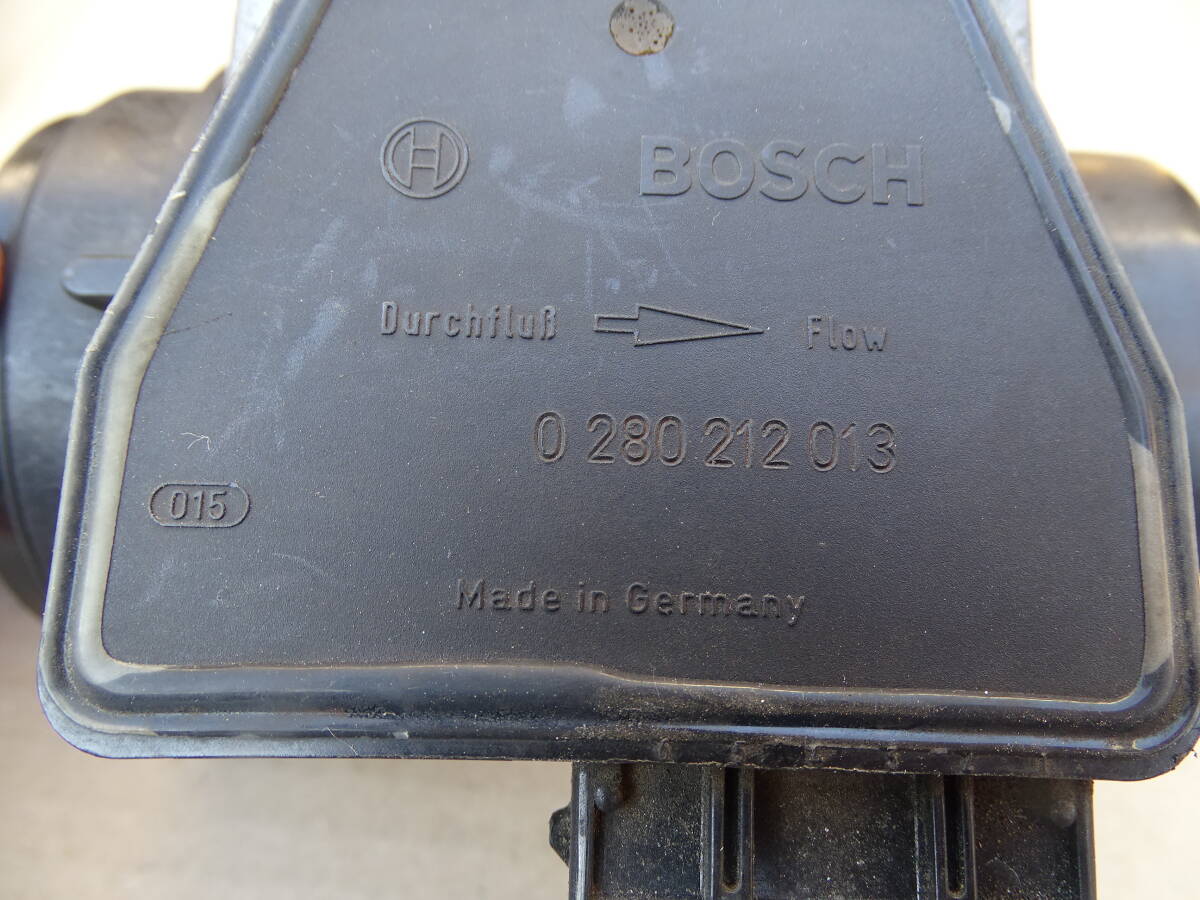 BOSCH
Durchfluß Flow
0 280 212 013
015
Made in Germany